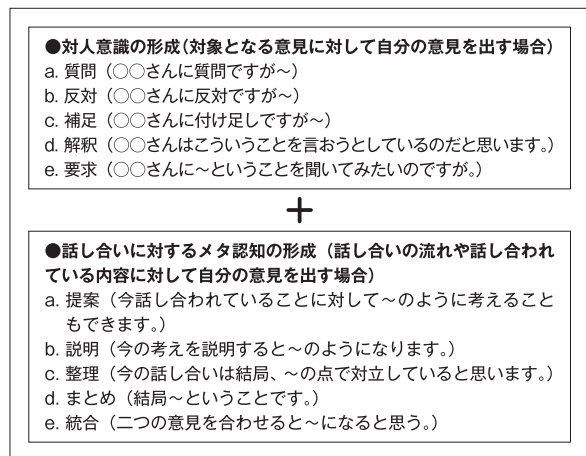 ●対人意識の形成(対象となる意見に対して自分の意見を出す場合)
a. 質問（○○さんに質問ですが～）
b. 反対（○○さんに反対ですが～）
c. 補足（○○さんに付け足しですが～）
d. 解釈（○○さんはこういうことを言おうとしているのだと思います。）
e. 要求（○○さんに～ということを聞いてみたいのですが。）
＋
●話し合いに対するメタ認知の形成（話し合いの流れや話し合われ
ている内容に対して自分の意見を出す場合）
a. 提案（今話し合われていることに対して～のように考えること
もできます。）
b. 説明（今の考えを説明すると～のようになります。）
c. 整理（今の話し合いは結局、～の点で対立していると思います。）
d. まとめ（結局～ということです。）
e. 統合（二つの意見を合わせると～になると思う。）